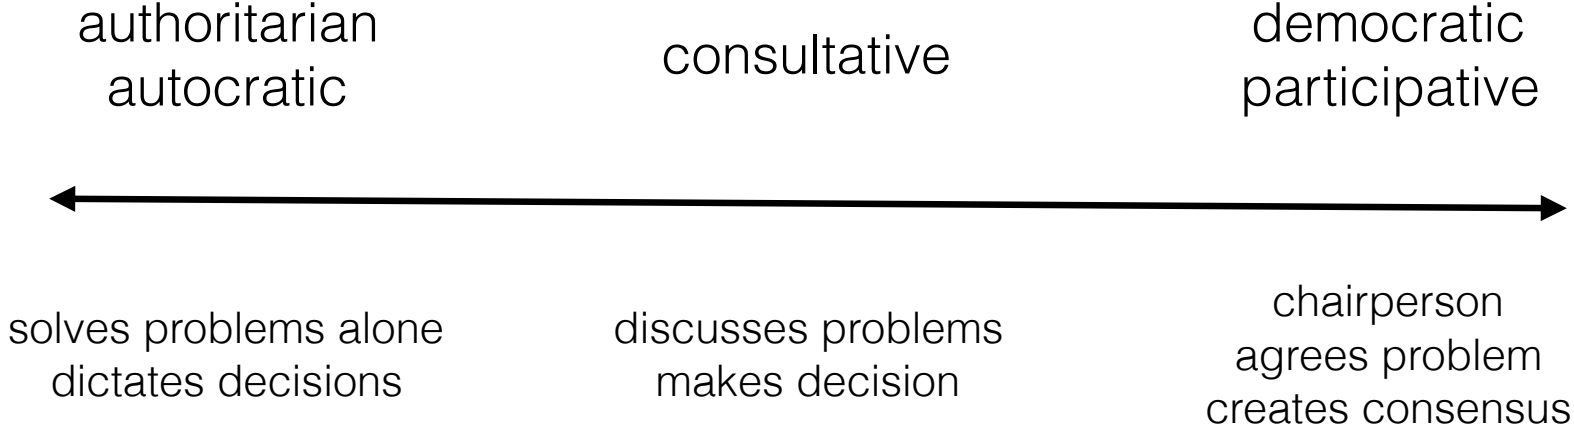 authoritarian
autocratic
consultative
democratic
participative
solves problems alone
dictates decisions
discusses problems
makes decision
chairperson
agrees problem
creates consensus